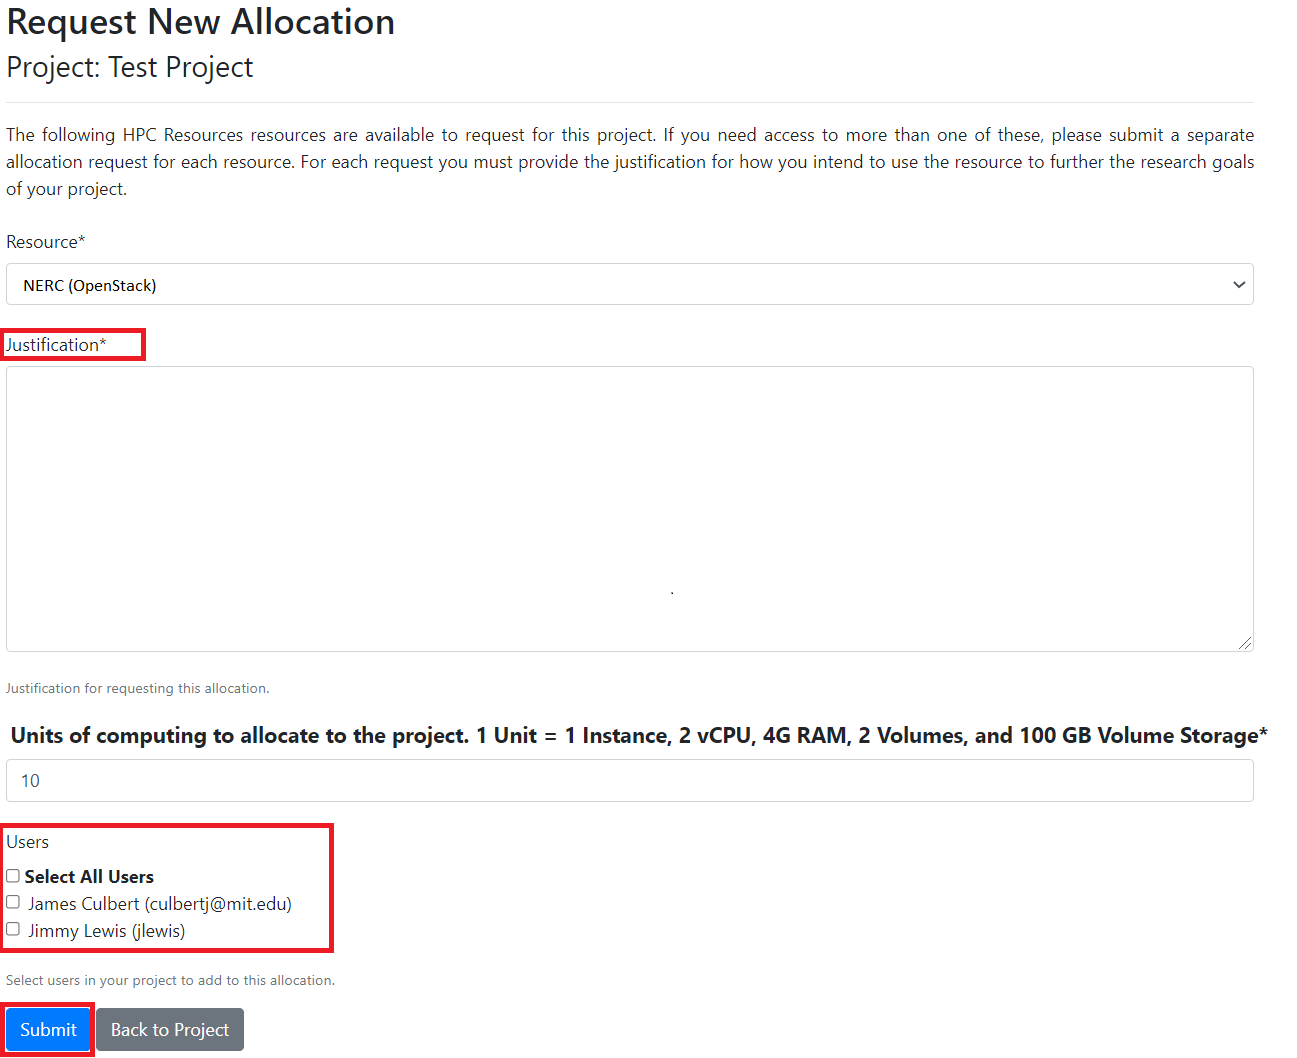 Request New Allocation
Project: Test Project
The following HPC Resources resources are available to request for this project. If you need access to more than one of these, please submit a separate
allocation request for each resource. For each request you must provide the justification for how you intend to use the resource to further the research goals
of your project.
Resource*
NERC (OpenStack)
Justification*
.
Justification for requesting this allocation.
Units of computing to allocate to the project. 1 Unit = 1 Instance, 2 vCPU, 4G RAM, 2 Volumes, and 100 GB Volume Storage*
10
Users
Select All Users
James Culbert (culbertj@mit.edu)
Jimmy Lewis (jlewis)
Select users in your project to add to this allocation.
Submit Back to Project